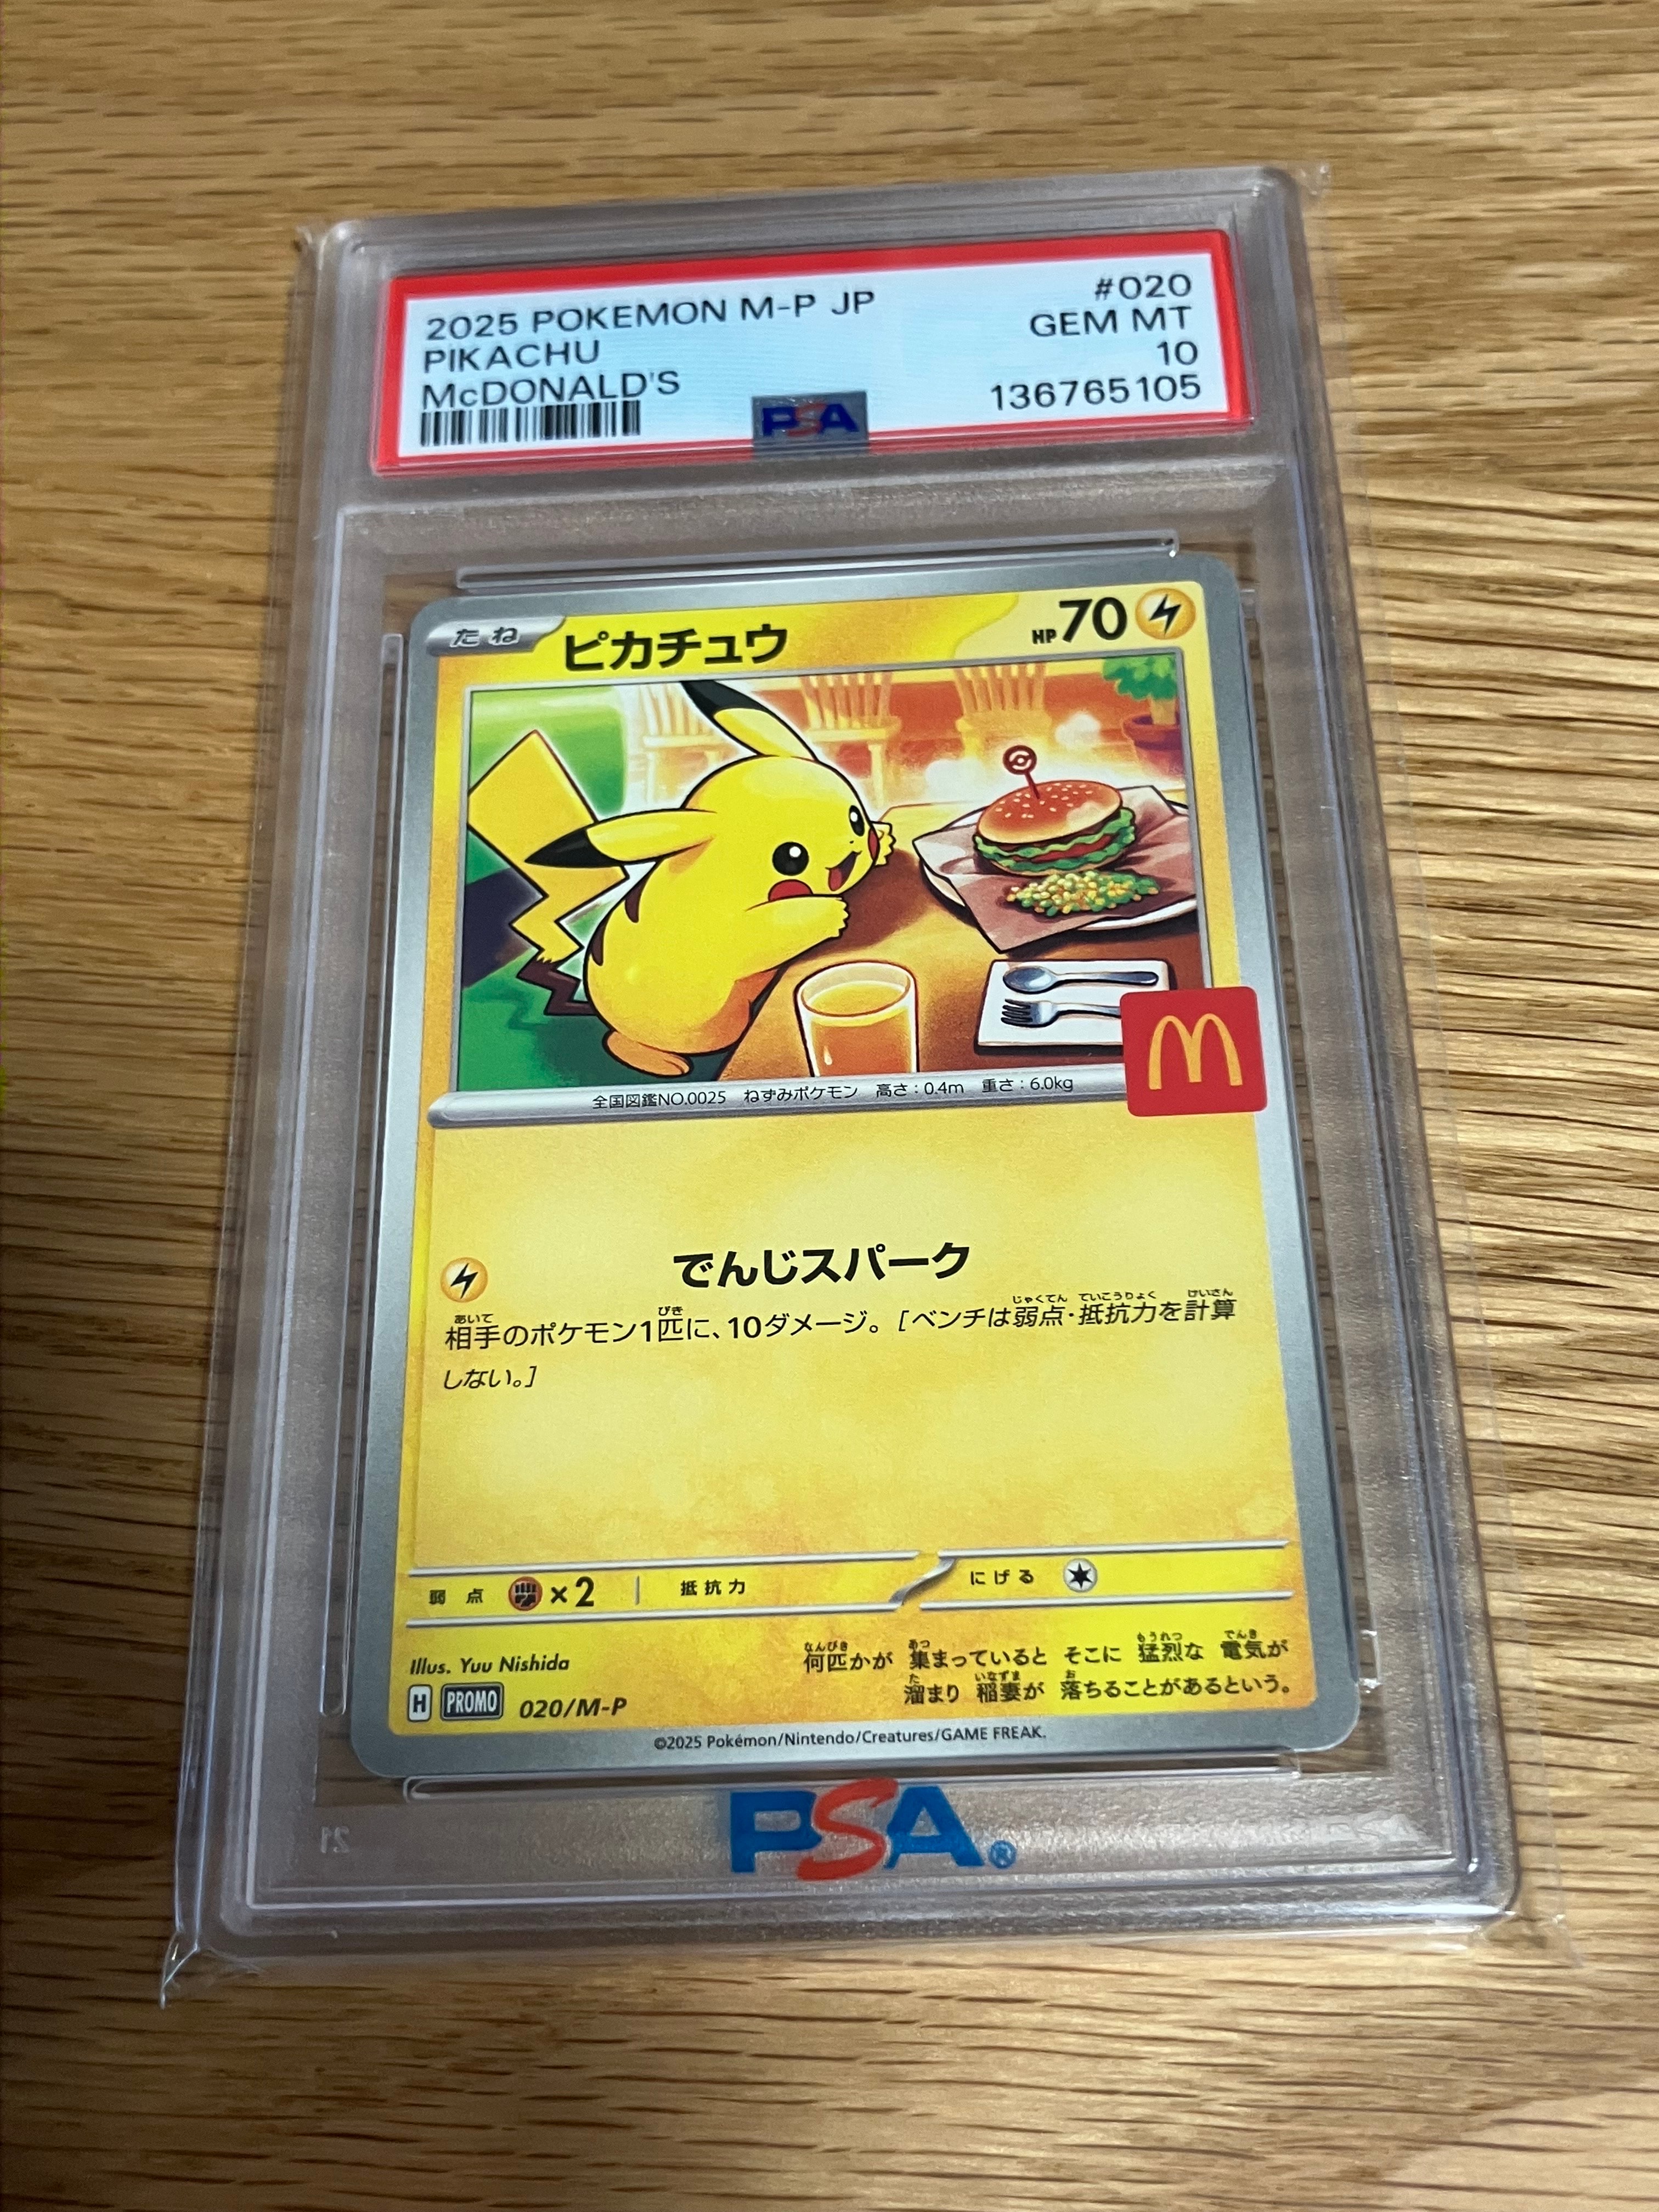 2025 POKEMON M-P JP #020
PIKACHU GEM MT
McDONALD'S 10
136765105
PSA
たね ピカチュウ HP70
全国図鑑NO.0025 ねずみポケモン 高さ：0.4m 重さ：6.0kg
M
でんじスパーク
相手のポケモン1匹に、10ダメージ。［ベンチは弱点・抵抗力を計算
しない。］
弱点 ×2 抵抗力 にげる
Illus. Yuu Nishida
何匹かが 集まっていると そこに 猛烈な 電気が
溜まり 稲妻が 落ちることがあるという。
H PROMO 020/M-P
©2025 Pokémon/Nintendo/Creatures/GAME FREAK.
PSA®